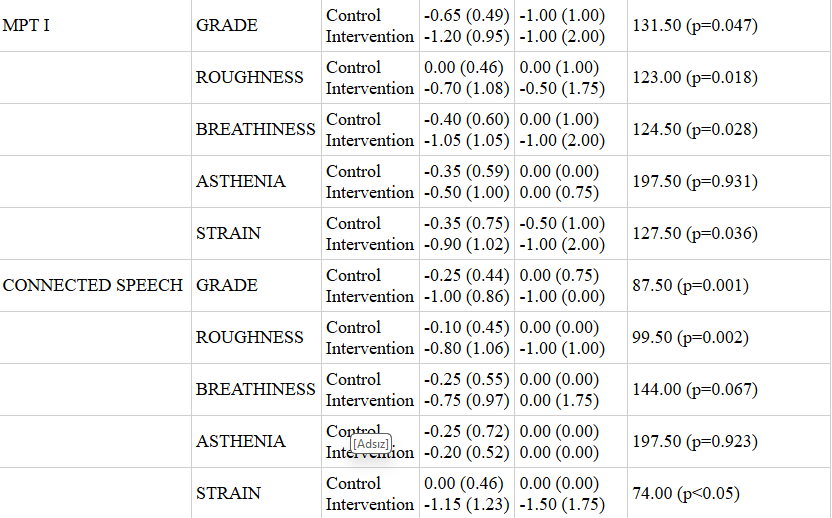 MPT I GRADE Control -0.65 (0.49) -1.00 (1.00) 131.50 (p=0.047)
Intervention -1.20 (0.95) -1.00 (2.00)
ROUGHNESS Control 0.00 (0.46) 0.00 (1.00) 123.00 (p=0.018)
Intervention -0.70 (1.08) -0.50 (1.75)
BREATHINESS Control -0.40 (0.60) 0.00 (1.00) 124.50 (p=0.028)
Intervention -1.05 (1.05) -1.00 (2.00)
ASTHENIA Control -0.35 (0.59) 0.00 (0.00) 197.50 (p=0.931)
Intervention -0.50 (1.00) 0.00 (0.75)
STRAIN Control -0.35 (0.75) -0.50 (1.00) 127.50 (p=0.036)
Intervention -0.90 (1.02) -1.00 (2.00)
CONNECTED SPEECH GRADE Control -0.25 (0.44) 0.00 (0.75) 87.50 (p=0.001)
Intervention -1.00 (0.86) -1.00 (0.00)
ROUGHNESS Control -0.10 (0.45) 0.00 (0.00) 99.50 (p=0.002)
Intervention -0.80 (1.06) -1.00 (1.00)
BREATHINESS Control -0.25 (0.55) 0.00 (0.00) 144.00 (p=0.067)
Intervention -0.75 (0.97) 0.00 (1.75)
ASTHENIA Control -0.25 (0.72) 0.00 (0.00) 197.50 (p=0.923)
[Adsız]
Intervention -0.20 (0.52) 0.00 (0.00)
STRAIN Control 0.00 (0.46) 0.00 (0.00) 74.00 (p<0.05)
Intervention -1.15 (1.23) -1.50 (1.75)